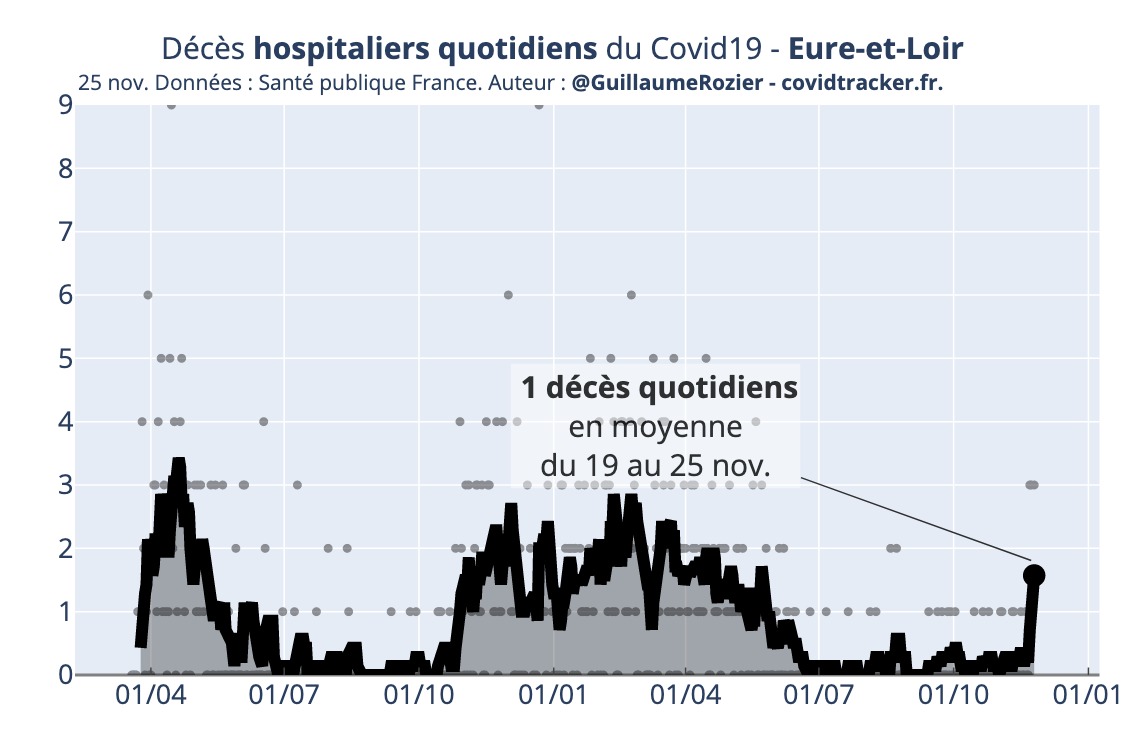 Décès hospitaliers quotidiens du Covid19 - Eure-et-Loir
25 nov. Données : Santé publique France. Auteur : @GuillaumeRozier - covidtracker.fr.
9
8
7
6
5
4
3
2
1
0
1 décès quotidiens
en moyenne
du 19 au 25 nov.
01/04 01/07 01/10 01/01 01/04 01/07 01/10 01/01